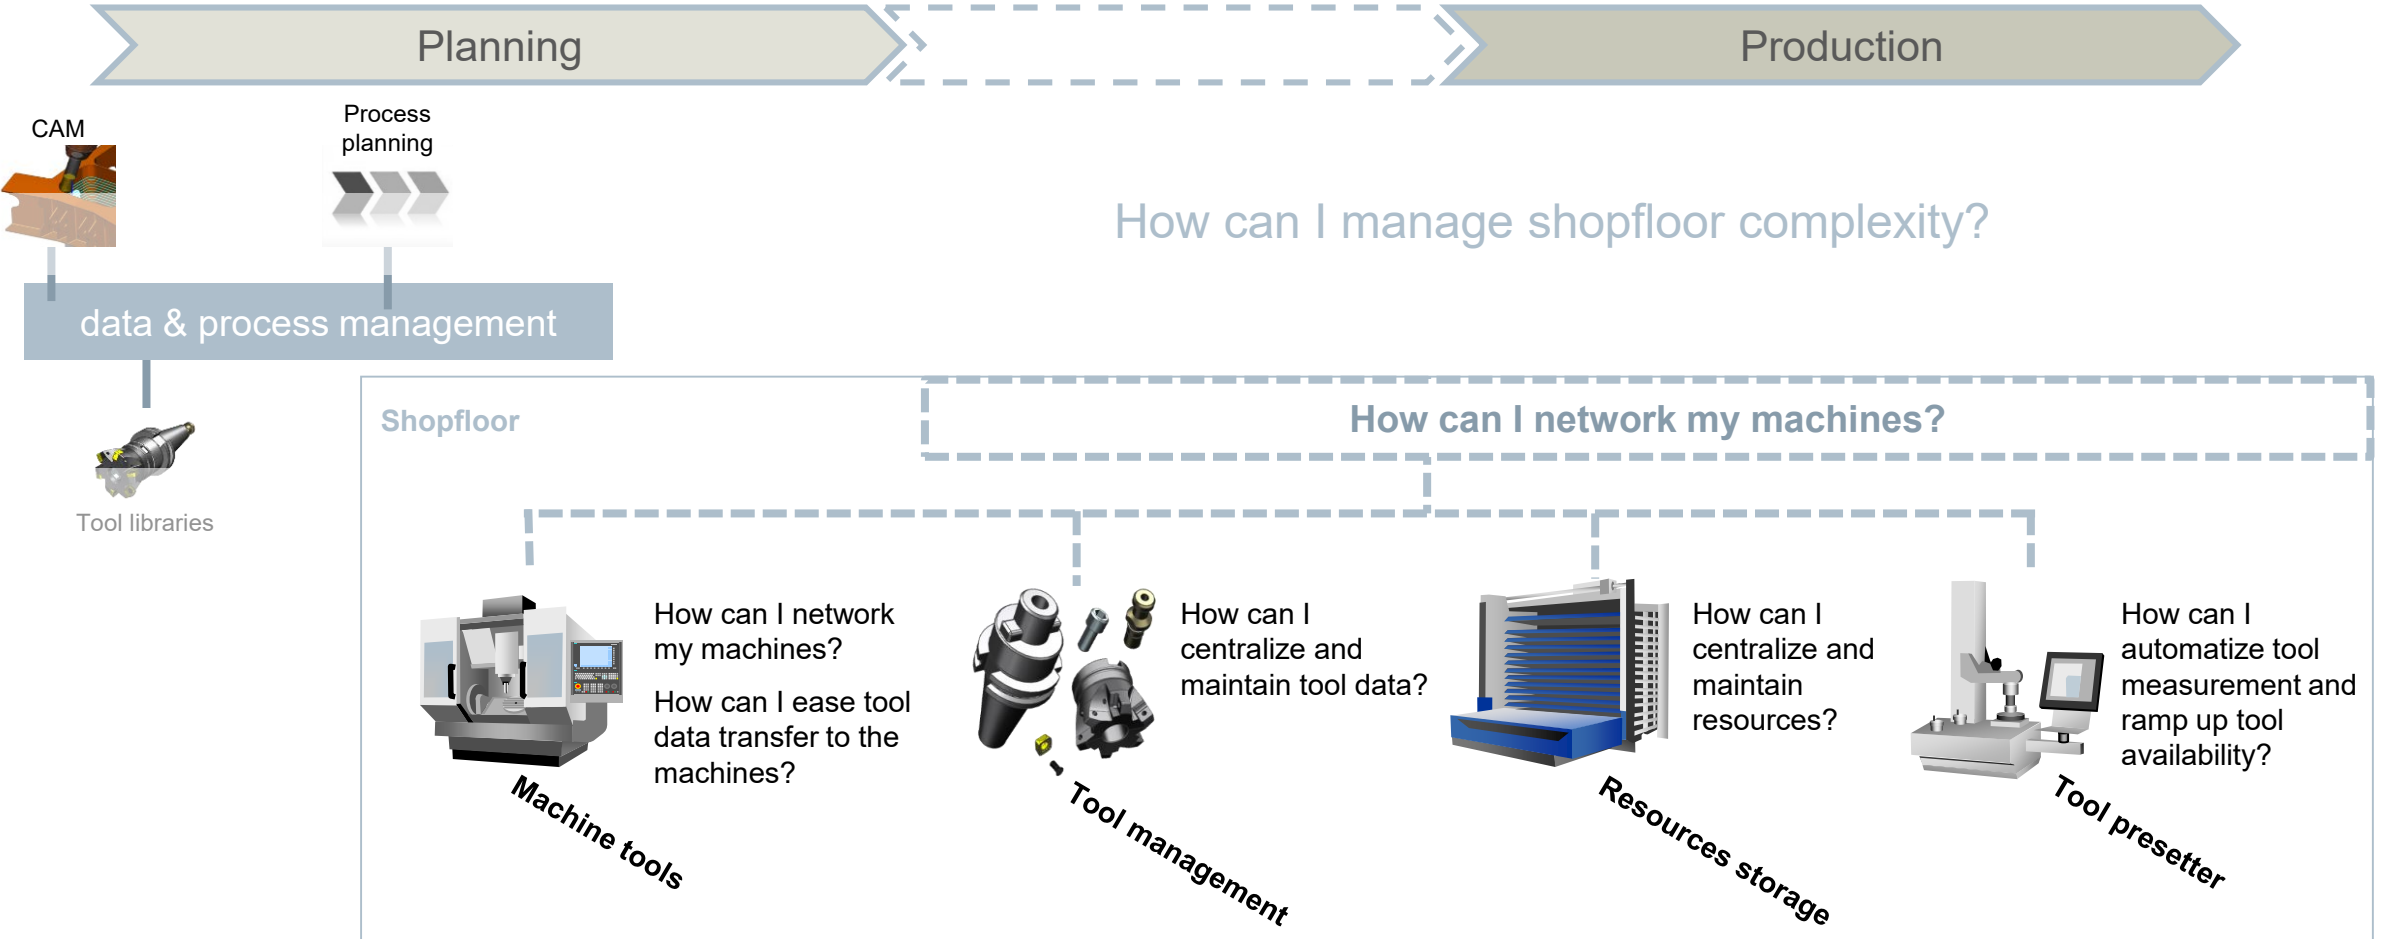 Planning
Production
CAM
Process
planning
How can I manage shopfloor complexity?
data & process management
Tool libraries
Shopfloor
How can I network my machines?
How can I network
my machines?
How can I ease tool
data transfer to the
machines?
Machine tools
How can I
centralize and
maintain tool data?
Tool management
How can I
centralize and
maintain
resources?
Resources storage
How can I
automatize tool
measurement and
ramp up tool
availability?
Tool presetter